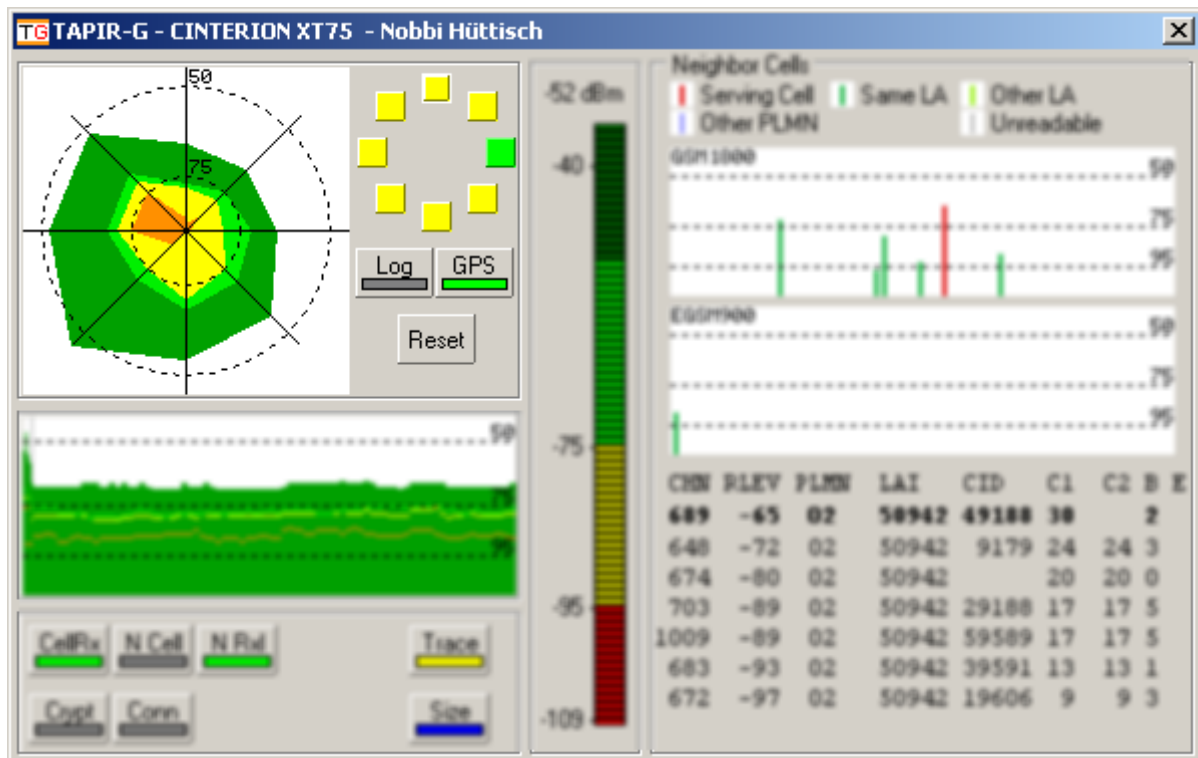 TG TAPIR-G - CINTERION XT75 - Nobbi Hüttisch
50
75
Log GPS
Reset
50
75
95
CellRx N Cell N Rxl Trace
Crypt Conn Size
-52 dBm
-40
-75
-95
-109
Neighbor Cells
Serving Cell Same LA Other LA
Other PLMN Unreadable
GSM1800
50
75
95
EGSM900
50
75
95
CHN RLEV PLMN LAI CID C1 C2 B E
689 -65 02 50942 49188 30 2
648 -72 02 50942 9179 24 24 3
674 -80 02 50942 20 20 0
703 -89 02 50942 29188 17 17 5
1009 -89 02 50942 59589 17 17 5
683 -93 02 50942 39591 13 13 1
672 -97 02 50942 19606 9 9 3